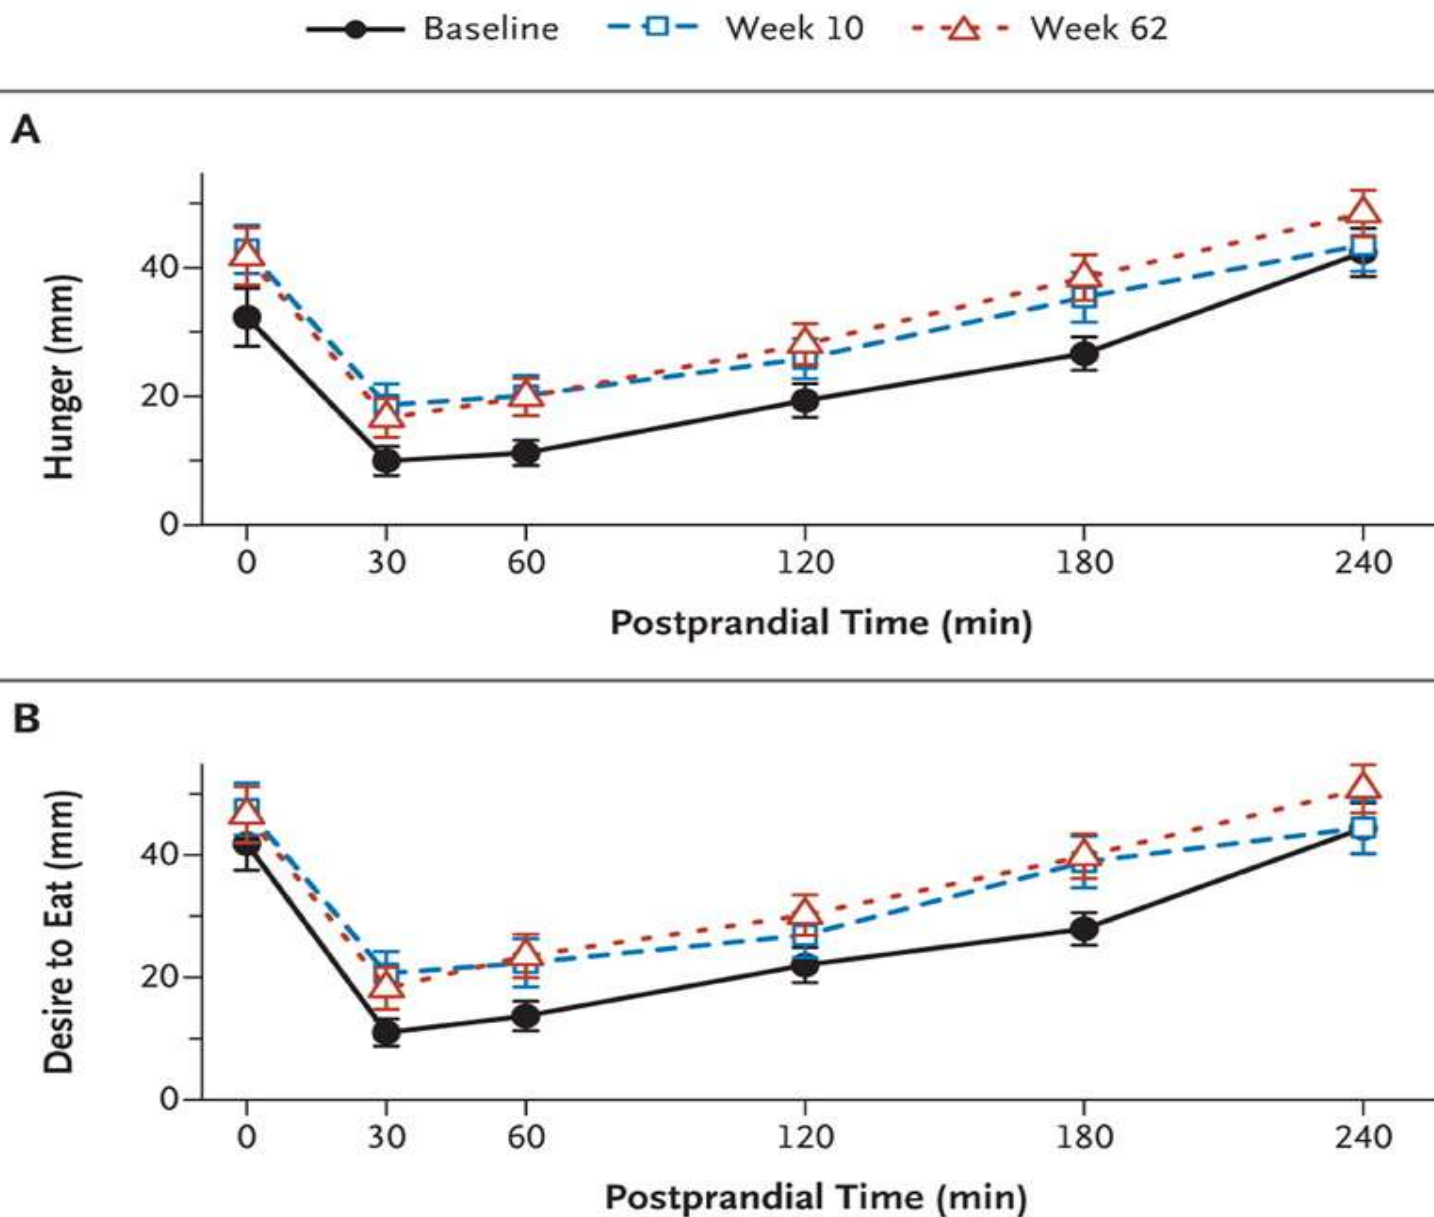 Baseline Week 10 Week 62
A
Hunger (mm)
40
20
0
0 30 60 120 180 240
Postprandial Time (min)
B
Desire to Eat (mm)
40
20
0
0 30 60 120 180 240
Postprandial Time (min)